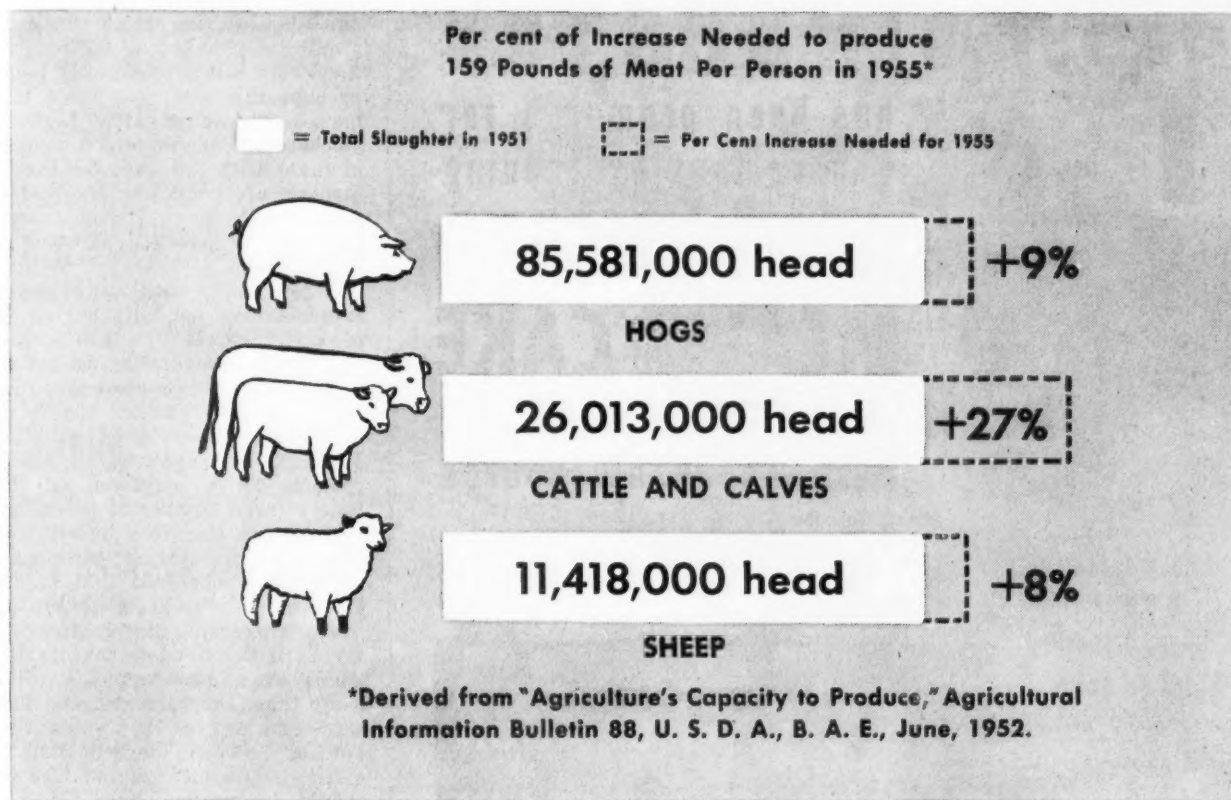 Per cent of Increase Needed to produce
159 Pounds of Meat Per Person in 1955*
= Total Slaughter in 1951
= Per Cent Increase Needed for 1955
85,581,000 head
+9%
HOGS
26,013,000 head
+27%
CATTLE AND CALVES
11,418,000 head
+8%
SHEEP
*Derived from "Agriculture's Capacity to Produce," Agricultural
Information Bulletin 88, U. S. D. A., B. A. E., June, 1952.